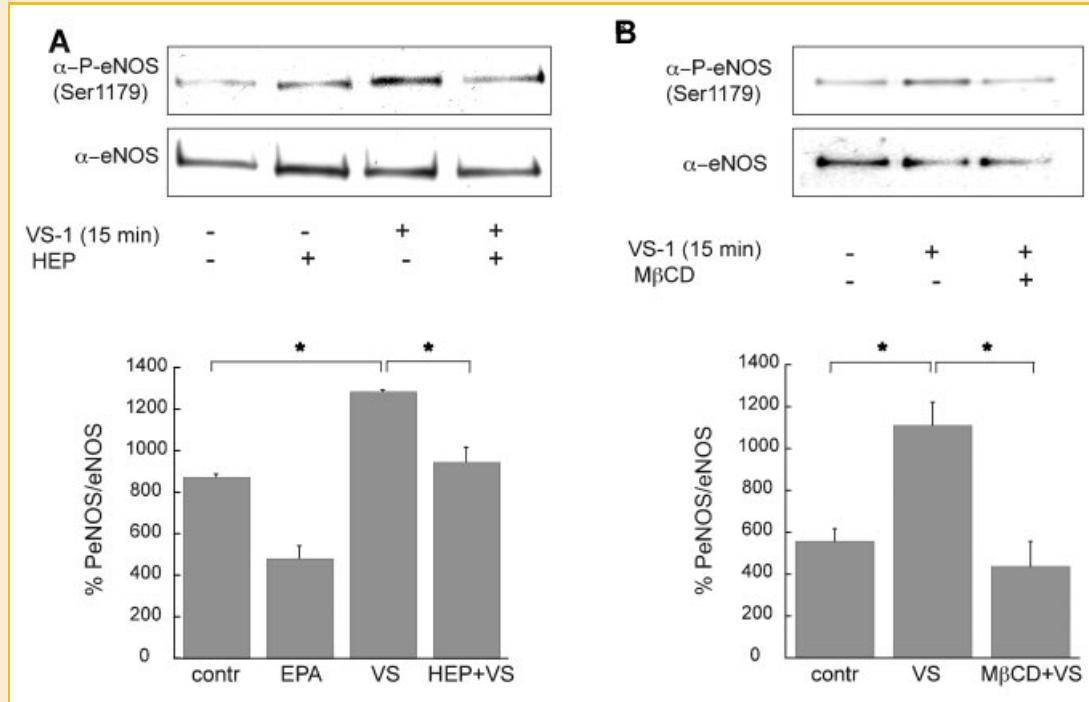 A
α–P-eNOS
(Ser1179)
α–eNOS
VS-1 (15 min) - - + +
HEP - + - +
* *
1400
1200
1000
800
600
400
200
0
% PeNOS/eNOS
contr EPA VS HEP+VS
B
α–P-eNOS
(Ser1179)
α–eNOS
VS-1 (15 min) - + +
MβCD - - +
* *
1400
1200
1000
800
600
400
200
0
% PeNOS/eNOS
contr VS MβCD+VS